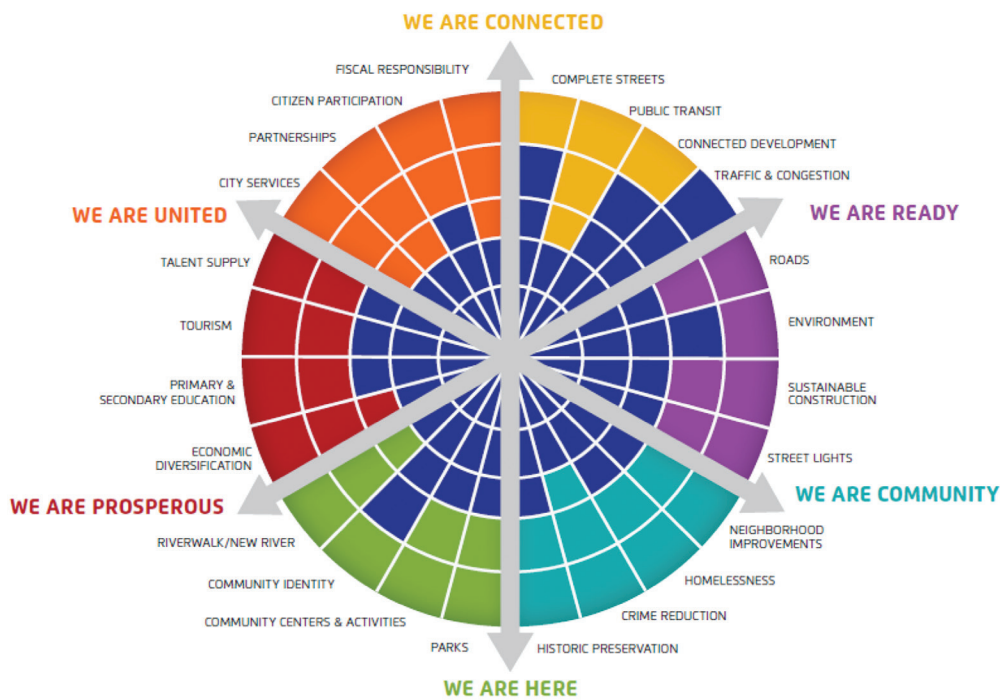 WE ARE CONNECTED
FISCAL RESPONSIBILITY
COMPLETE STREETS
CITIZEN PARTICIPATION
PUBLIC TRANSIT
PARTNERSHIPS
CONNECTED DEVELOPMENT
CITY SERVICES
TRAFFIC & CONGESTION
WE ARE UNITED
WE ARE READY
TALENT SUPPLY
ROADS
TOURISM
ENVIRONMENT
PRIMARY &
SECONDARY EDUCATION
SUSTAINABLE
CONSTRUCTION
ECONOMIC
DIVERSIFICATION
STREET LIGHTS
WE ARE PROSPEROUS
WE ARE COMMUNITY
RIVERWALK/NEW RIVER
NEIGHBORHOOD
IMPROVEMENTS
COMMUNITY IDENTITY
HOMELESSNESS
COMMUNITY CENTERS & ACTIVITIES
CRIME REDUCTION
PARKS
HISTORIC PRESERVATION
WE ARE HERE